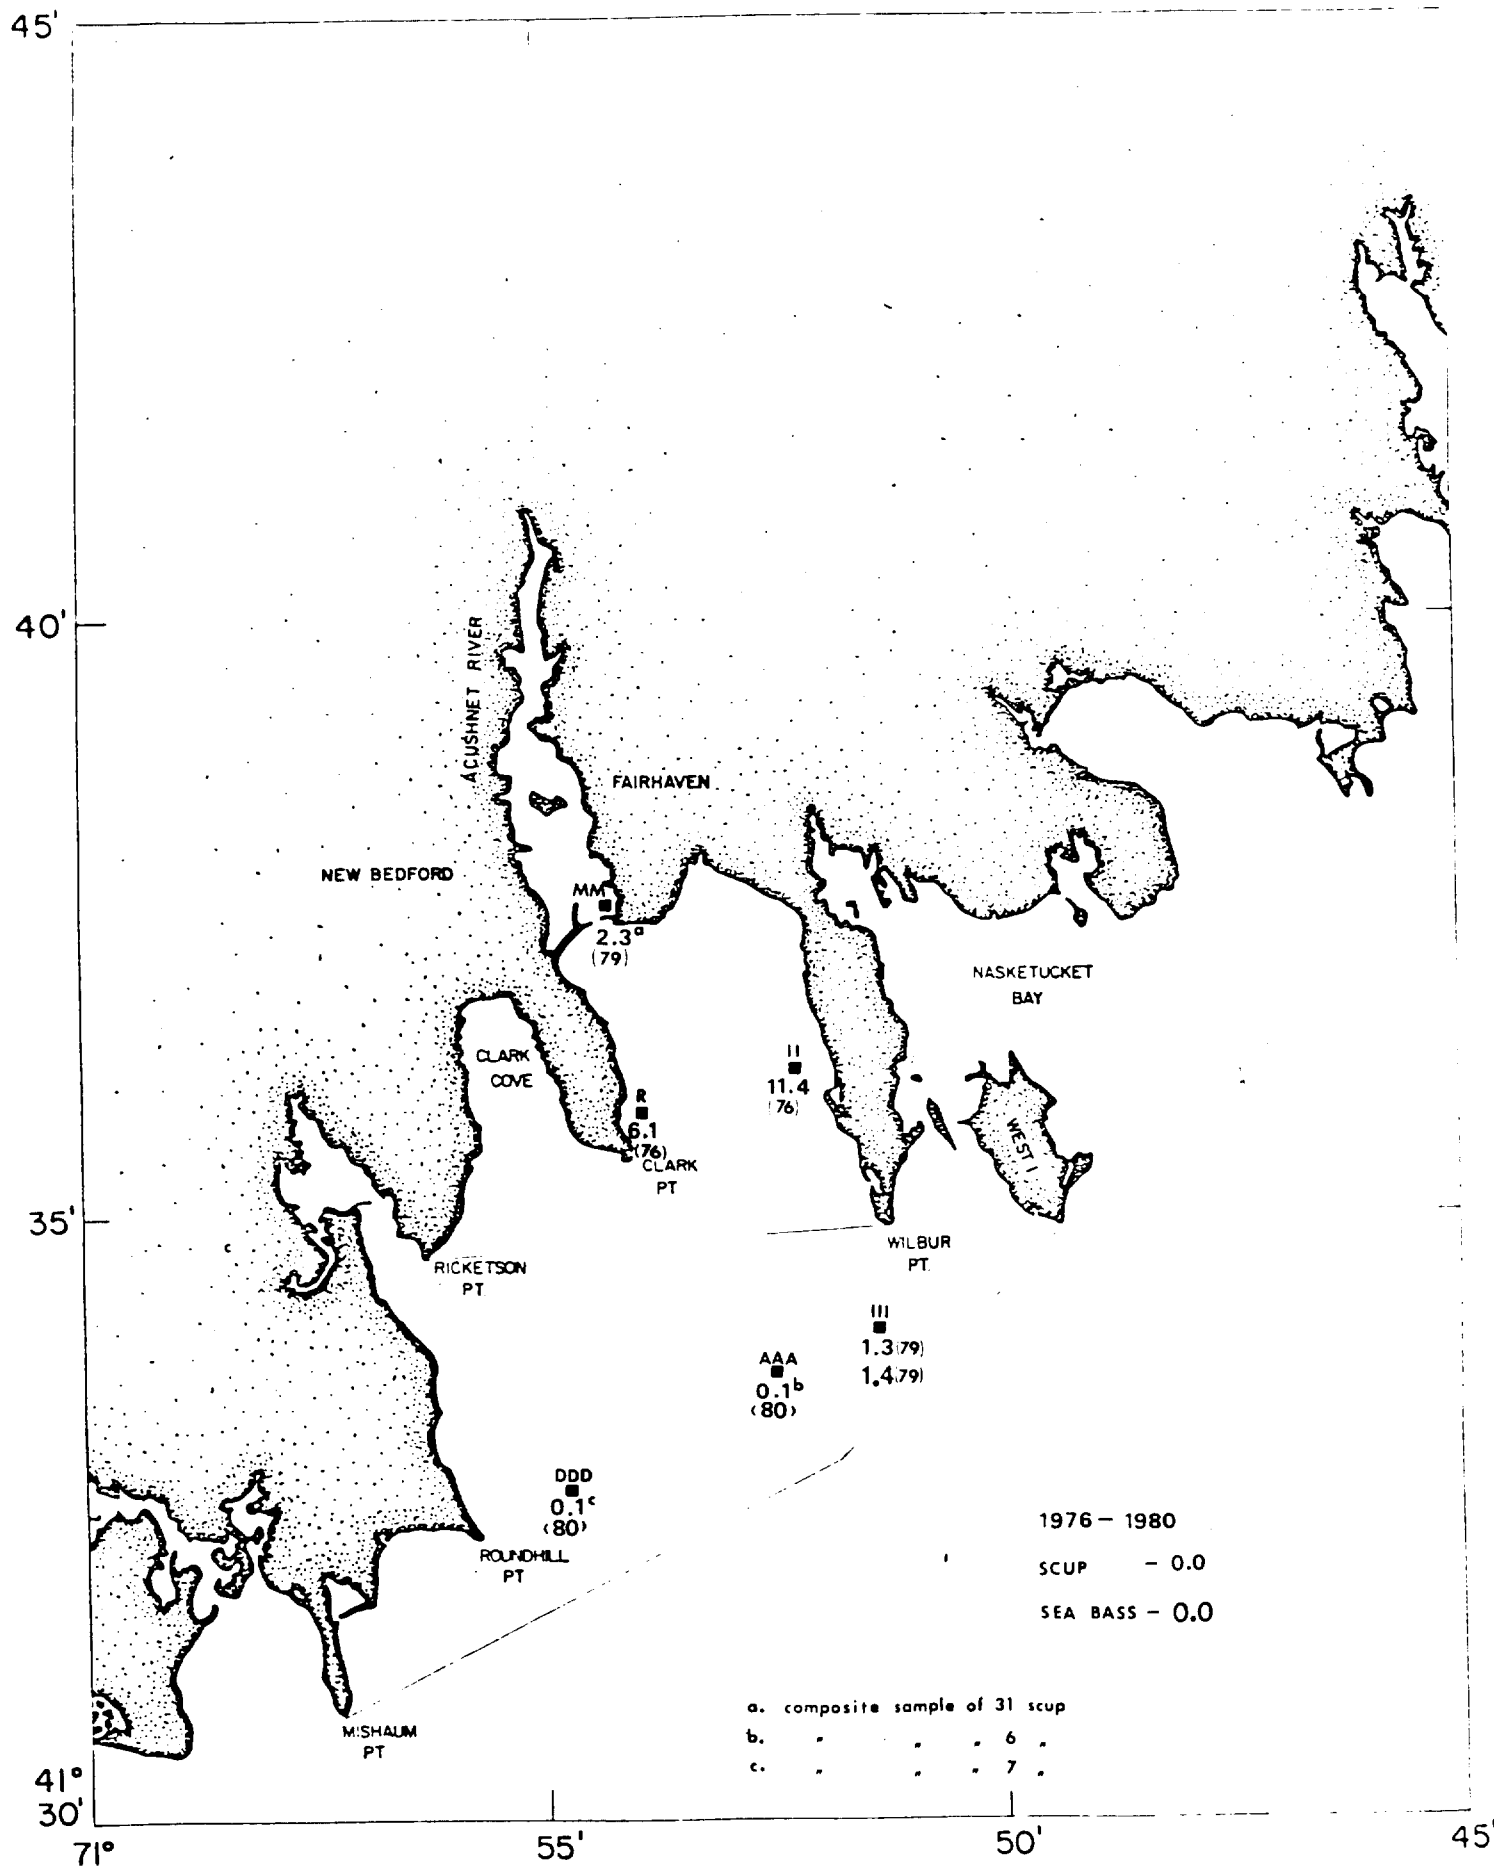 45'
40'
ACUSHNET RIVER
FAIRHAVEN
NEW BEDFORD
MM
2.3a
(79)
NASKETUCKET
BAY
CLARK
COVE
II
11.4
(76)
R
6.1
(76)
CLARK
PT
WEST I
35'
WILBUR
PT.
RICKETSON
PT
III
1.3(79)
1.4(79)
AAA
0.1b
(80)
DDD
0.1c
(80)
ROUNDHILL
PT
1976 - 1980
SCUP - 0.0
SEA BASS - 0.0
MISHAUM
PT
a. composite sample of 31 scup
b. " " " 6 "
c. " " " 7 "
41°
30'
71° 55' 50' 45'